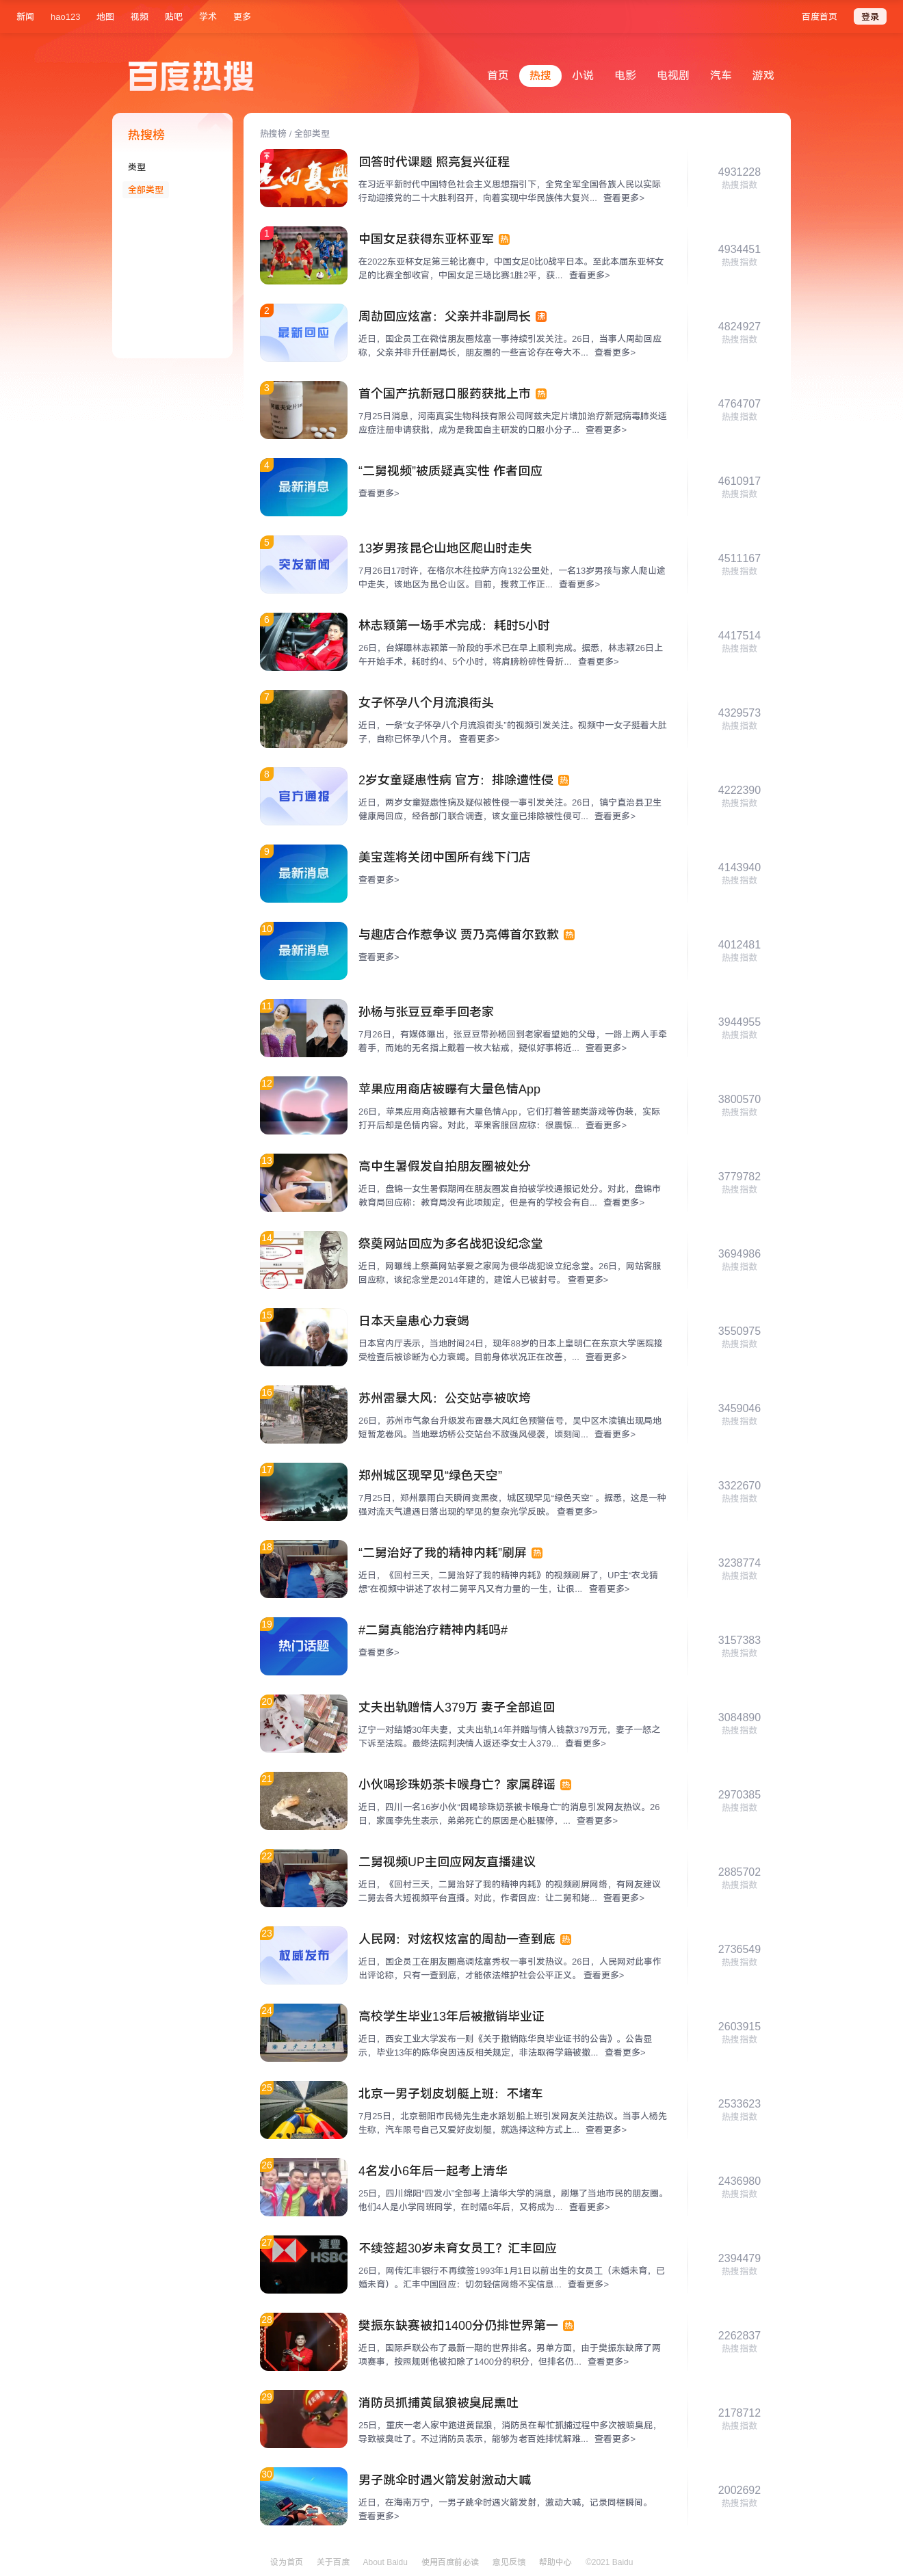 新闻 hao123 地图 视频 贴吧 学术 更多 百度首页 登录
百度热搜
首页 热搜 小说 电影 电视剧 汽车 游戏
热搜榜
类型
全部类型
热搜榜 / 全部类型
回答时代课题 照亮复兴征程
在习近平新时代中国特色社会主义思想指引下，全党全军全国各族人民以实际
行动迎接党的二十大胜利召开，向着实现中华民族伟大复兴... 查看更多>
4931228
热搜指数
1
中国女足获得东亚杯亚军 热
在2022东亚杯女足第三轮比赛中，中国女足0比0战平日本。至此本届东亚杯女
足的比赛全部收官，中国女足三场比赛1胜2平，获... 查看更多>
4934451
热搜指数
2
最新回应
周劼回应炫富：父亲并非副局长 沸
近日，国企员工在微信朋友圈炫富一事持续引发关注。26日，当事人周劼回应
称，父亲并非升任副局长，朋友圈的一些言论存在夸大不... 查看更多>
4824927
热搜指数
3
首个国产抗新冠口服药获批上市 热
7月25日消息，河南真实生物科技有限公司阿兹夫定片增加治疗新冠病毒肺炎适
应症注册申请获批，成为是我国自主研发的口服小分子... 查看更多>
4764707
热搜指数
4
最新消息
“二舅视频”被质疑真实性 作者回应
查看更多>
4610917
热搜指数
5
突发新闻
13岁男孩昆仑山地区爬山时走失
7月26日17时许，在格尔木往拉萨方向132公里处，一名13岁男孩与家人爬山途
中走失，该地区为昆仑山区。目前，搜救工作正... 查看更多>
4511167
热搜指数
6
林志颖第一场手术完成：耗时5小时
26日，台媒曝林志颖第一阶段的手术已在早上顺利完成。据悉，林志颖26日上
午开始手术，耗时约4、5个小时，将肩膀粉碎性骨折... 查看更多>
4417514
热搜指数
7
女子怀孕八个月流浪街头
近日，一条“女子怀孕八个月流浪街头”的视频引发关注。视频中一女子挺着大肚
子，自称已怀孕八个月。 查看更多>
4329573
热搜指数
8
官方通报
2岁女童疑患性病 官方：排除遭性侵 热
近日，两岁女童疑患性病及疑似被性侵一事引发关注。26日，镇宁直治县卫生
健康局回应，经各部门联合调查，该女童已排除被性侵可... 查看更多>
4222390
热搜指数
9
最新消息
美宝莲将关闭中国所有线下门店
查看更多>
4143940
热搜指数
10
最新消息
与趣店合作惹争议 贾乃亮傅首尔致歉 热
查看更多>
4012481
热搜指数
11
孙杨与张豆豆牵手回老家
7月26日，有媒体曝出，张豆豆带孙杨回到老家看望她的父母，一路上两人手牵
着手，而她的无名指上戴着一枚大钻戒，疑似好事将近... 查看更多>
3944955
热搜指数
12
苹果应用商店被曝有大量色情App
26日，苹果应用商店被曝有大量色情App，它们打着答题类游戏等伪装，实际
打开后却是色情内容。对此，苹果客服回应称：很震惊... 查看更多>
3800570
热搜指数
13
高中生暑假发自拍朋友圈被处分
近日，盘锦一女生暑假期间在朋友圈发自拍被学校通报记处分。对此，盘锦市
教育局回应称：教育局没有此项规定，但是有的学校会有自... 查看更多>
3779782
热搜指数
14
祭奠网站回应为多名战犯设纪念堂
近日，网曝线上祭奠网站孝爱之家网为侵华战犯设立纪念堂。26日，网站客服
回应称，该纪念堂是2014年建的，建馆人已被封号。 查看更多>
3694986
热搜指数
15
日本天皇患心力衰竭
日本宫内厅表示，当地时间24日，现年88岁的日本上皇明仁在东京大学医院接
受检查后被诊断为心力衰竭。目前身体状况正在改善，... 查看更多>
3550975
热搜指数
16
苏州雷暴大风：公交站亭被吹垮
26日，苏州市气象台升级发布雷暴大风红色预警信号，吴中区木渎镇出现局地
短暂龙卷风。当地翠坊桥公交站台不敌强风侵袭，顷刻间... 查看更多>
3459046
热搜指数
17
郑州城区现罕见“绿色天空”
7月25日，郑州暴雨白天瞬间变黑夜，城区现罕见“绿色天空” 。据悉，这是一种
强对流天气遭遇日落出现的罕见的复杂光学反映。 查看更多>
3322670
热搜指数
18
“二舅治好了我的精神内耗”刷屏 热
近日，《回村三天，二舅治好了我的精神内耗》的视频刷屏了，UP主“衣戈猜
想”在视频中讲述了农村二舅平凡又有力量的一生，让很... 查看更多>
3238774
热搜指数
19
热门话题
#二舅真能治疗精神内耗吗#
查看更多>
3157383
热搜指数
20
丈夫出轨赠情人379万 妻子全部追回
辽宁一对结婚30年夫妻，丈夫出轨14年并赠与情人钱款379万元，妻子一怒之
下诉至法院。最终法院判决情人返还李女士人379... 查看更多>
3084890
热搜指数
21
小伙喝珍珠奶茶卡喉身亡？家属辟谣 热
近日，四川一名16岁小伙“因喝珍珠奶茶被卡喉身亡”的消息引发网友热议。26
日，家属李先生表示，弟弟死亡的原因是心脏骤停，... 查看更多>
2970385
热搜指数
22
二舅视频UP主回应网友直播建议
近日，《回村三天，二舅治好了我的精神内耗》的视频刷屏网络，有网友建议
二舅去各大短视频平台直播。对此，作者回应：让二舅和姥... 查看更多>
2885702
热搜指数
23
权威发布
人民网：对炫权炫富的周劼一查到底 热
近日，国企员工在朋友圈高调炫富秀权一事引发热议。26日，人民网对此事作
出评论称，只有一查到底，才能依法维护社会公平正义。 查看更多>
2736549
热搜指数
24
高校学生毕业13年后被撤销毕业证
近日，西安工业大学发布一则《关于撤销陈华良毕业证书的公告》。公告显
示，毕业13年的陈华良因违反相关规定，非法取得学籍被撤... 查看更多>
2603915
热搜指数
25
北京一男子划皮划艇上班：不堵车
7月25日，北京朝阳市民杨先生走水路划船上班引发网友关注热议。当事人杨先
生称，汽车限号自己又爱好皮划艇，就选择这种方式上... 查看更多>
2533623
热搜指数
26
4名发小6年后一起考上清华
25日，四川绵阳“四发小”全部考上清华大学的消息，刷爆了当地市民的朋友圈。
他们4人是小学同班同学，在时隔6年后，又将成为... 查看更多>
2436980
热搜指数
27
滙豐
HSBC
不续签超30岁未育女员工？汇丰回应
26日，网传汇丰银行不再续签1993年1月1日以前出生的女员工（未婚未育，已
婚未育）。汇丰中国回应：切勿轻信网络不实信息... 查看更多>
2394479
热搜指数
28
樊振东缺赛被扣1400分仍排世界第一 热
近日，国际乒联公布了最新一期的世界排名。男单方面，由于樊振东缺席了两
项赛事，按照规则他被扣除了1400分的积分，但排名仍... 查看更多>
2262837
热搜指数
29
消防员抓捕黄鼠狼被臭屁熏吐
25日，重庆一老人家中跑进黄鼠狼，消防员在帮忙抓捕过程中多次被喷臭屁，
导致被臭吐了。不过消防员表示，能够为老百姓排忧解难... 查看更多>
2178712
热搜指数
30
男子跳伞时遇火箭发射激动大喊
近日，在海南万宁，一男子跳伞时遇火箭发射，激动大喊，记录同框瞬间。
查看更多>
2002692
热搜指数
设为首页 关于百度 About Baidu 使用百度前必读 意见反馈 帮助中心 ©2021 Baidu